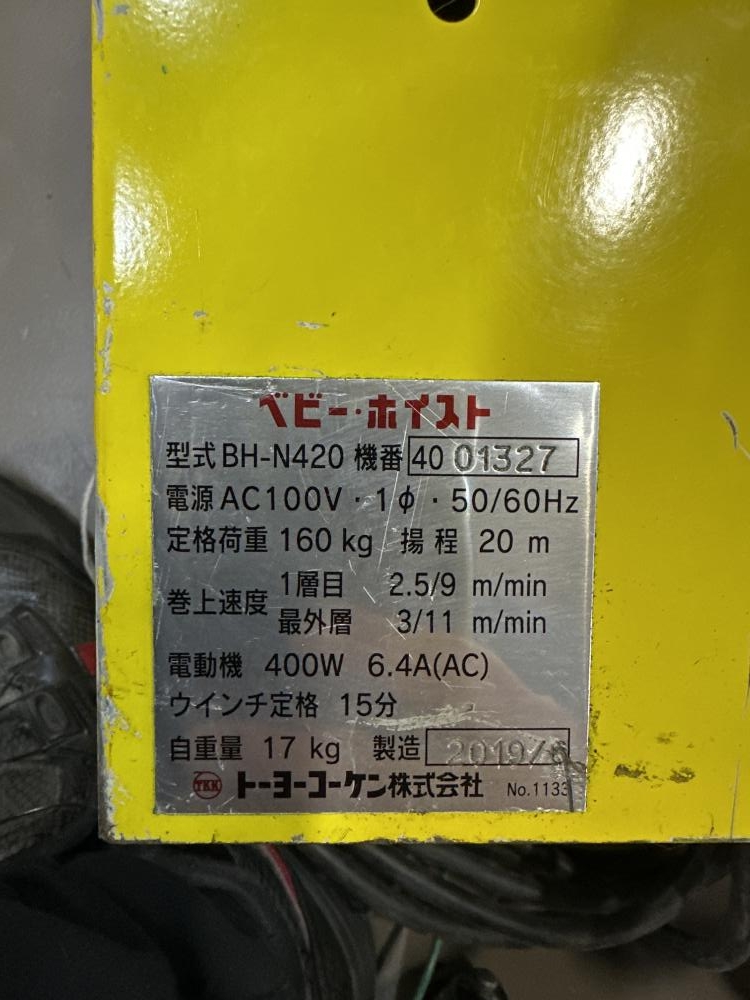 ベビー・ホイスト
型式 BH-N420 機番 40 01327
電源 AC100V・1φ・50/60Hz
定格荷重 160 kg 揚程 20 m
巻上速度 1層目 2.5/9 m/min
最外層 3/11 m/min
電動機 400W 6.4A(AC)
ウインチ定格 15分
自重量 17 kg 製造 2019/6
TKK トーヨーコーケン株式会社 No.1133